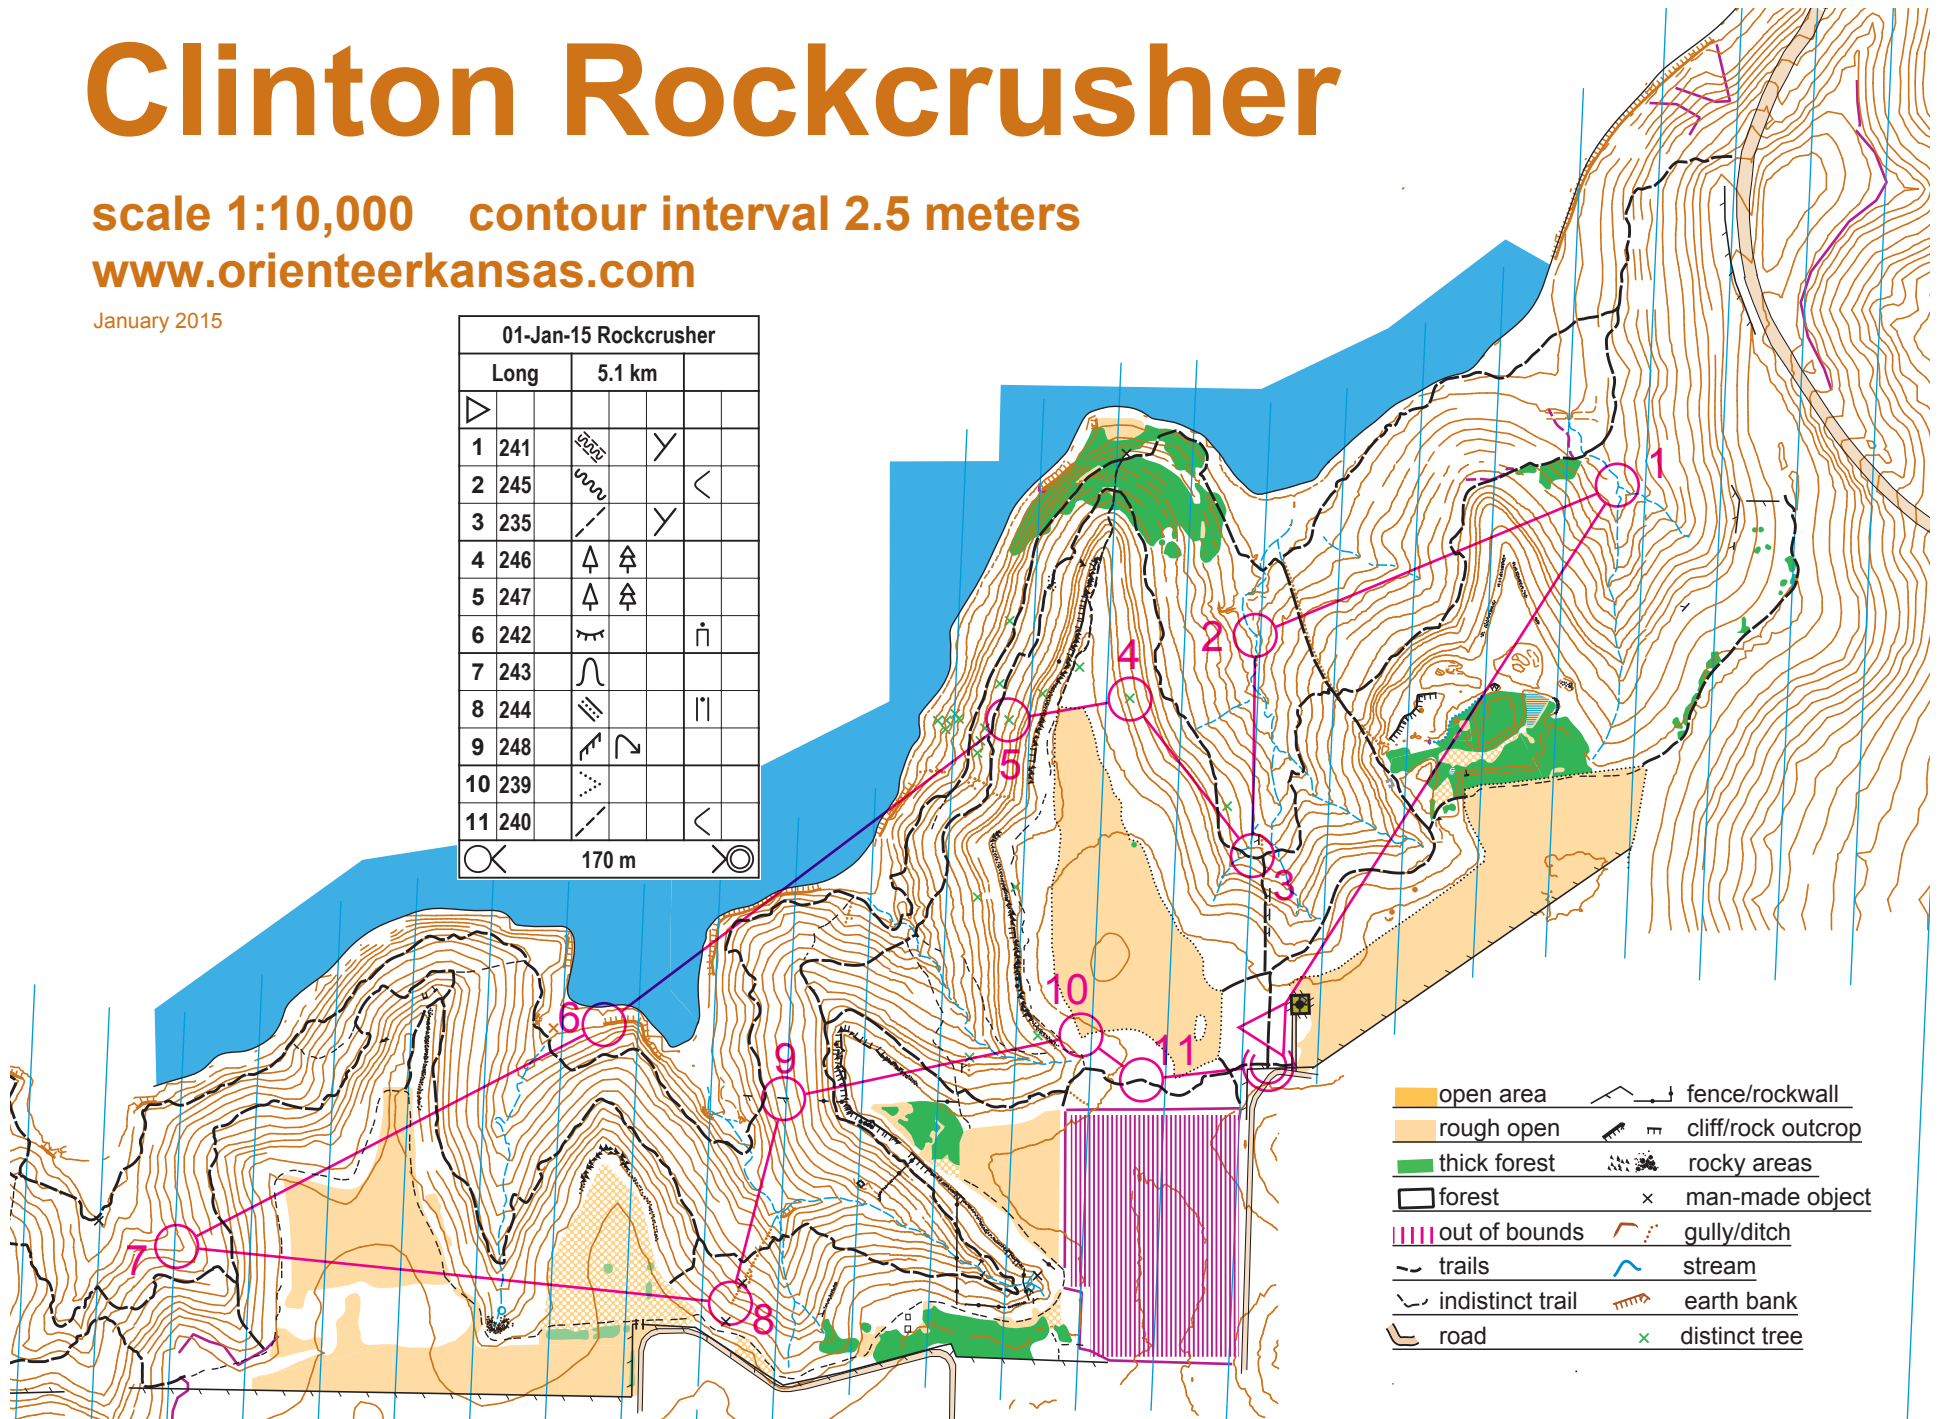 Clinton Rockcrusher
scale 1:10,000 contour interval 2.5 meters
www.orienteerkansas.com
January 2015
01-Jan-15 Rockcrusher
Long 5.1 km
1 241
2 245
3 235
4 246
5 247
6 242
7 243
8 244
9 248
10 239
11 240
170 m
1
2
3
4
5
6
7
8
9
10
11
open area fence/rockwall
rough open cliff/rock outcrop
thick forest rocky areas
forest man-made object
out of bounds gully/ditch
trails stream
indistinct trail earth bank
road distinct tree